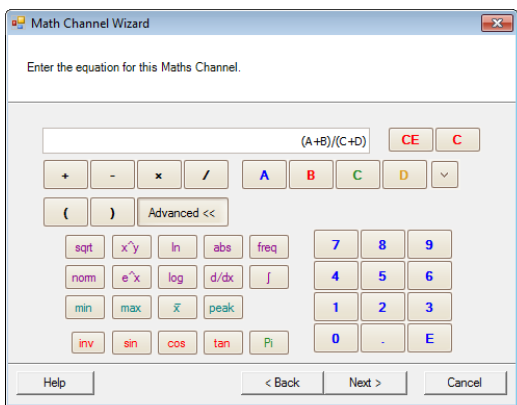 Math Channel Wizard
Enter the equation for this Maths Channel.
(A+B)/(C+D) CE C
+ - × / A B C D
( ) Advanced <<
sqrt x^y ln abs freq 7 8 9
norm e^x log d/dx ∫ 4 5 6
min max x̄ peak 1 2 3
inv sin cos tan Pi 0 . E
Help < Back Next > Cancel